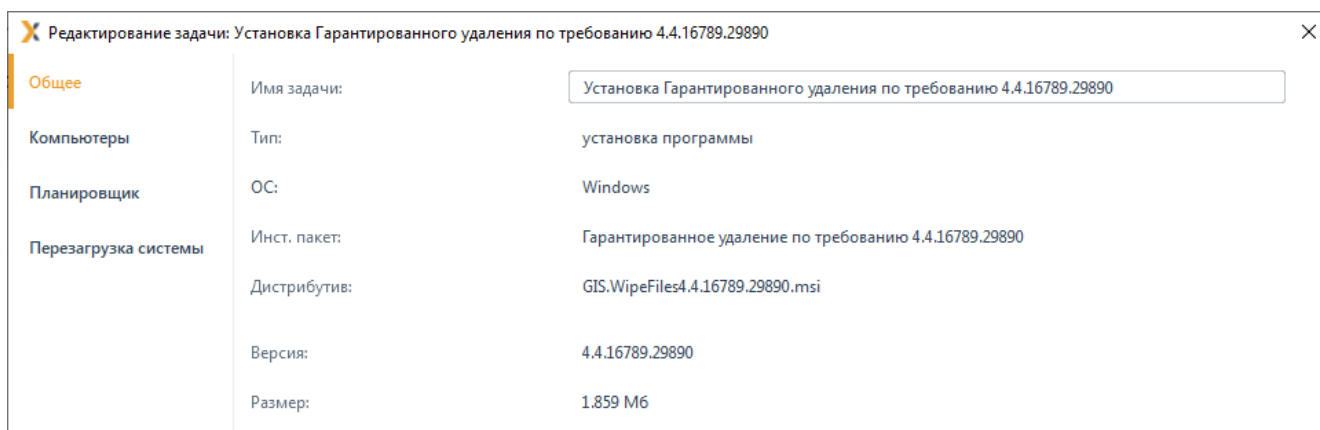 Редактирование задачи: Установка Гарантированного удаления по требованию 4.4.16789.29890
Общее
Имя задачи: Установка Гарантированного удаления по требованию 4.4.16789.29890
Компьютеры
Тип: установка программы
Планировщик
ОС: Windows
Перезагрузка системы
Инст. пакет: Гарантированное удаление по требованию 4.4.16789.29890
Дистрибутив: GIS.WipeFiles4.4.16789.29890.msi
Версия: 4.4.16789.29890
Размер: 1.859 Мб